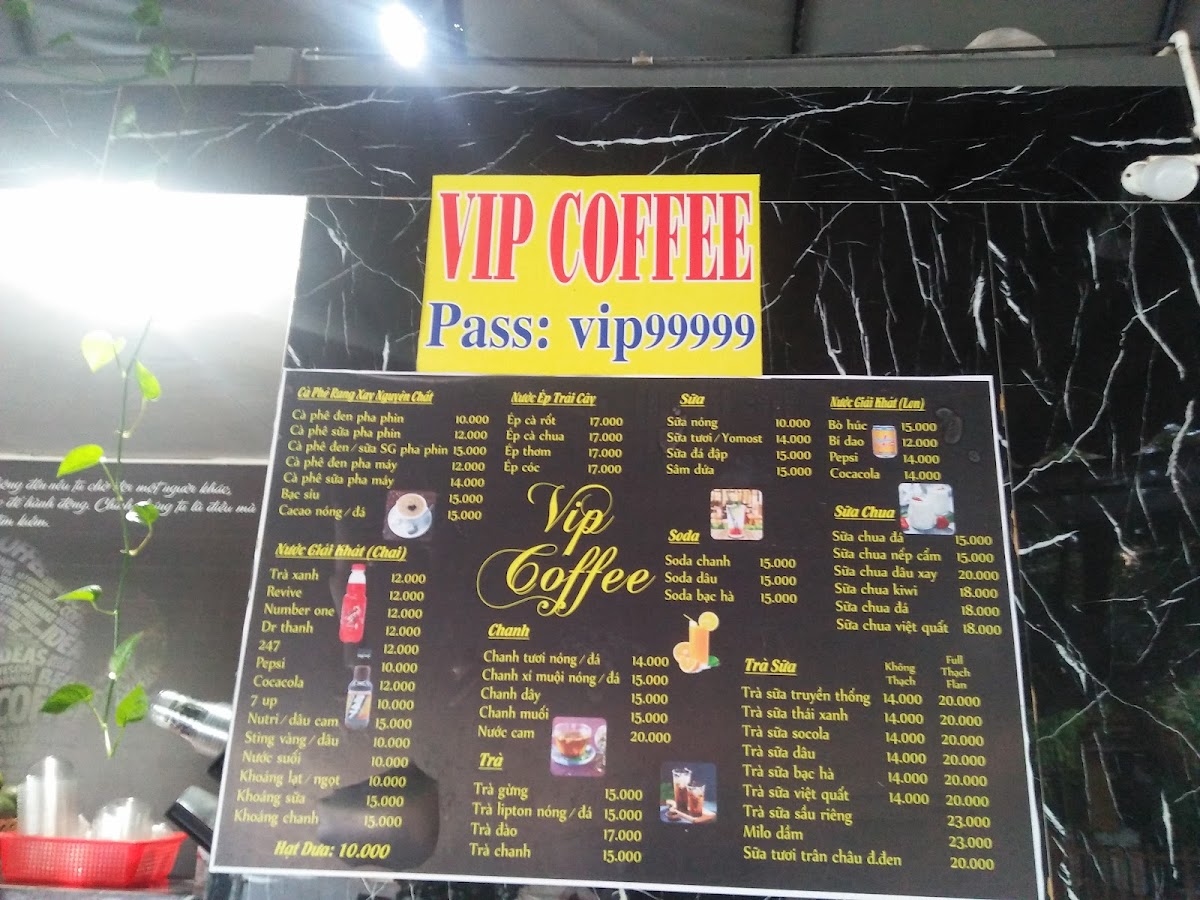 VIP COFFEE
Pass: vip99999
Cà Phê Rang Xay Nguyên Chất
Cà phê đen pha phin 10.000
Cà phê sữa pha phin 12.000
Cà phê đen/sữa SG pha phin 15.000
Cà phê đen pha máy 12.000
Cà phê sữa pha máy 14.000
Bạc sỉu 15.000
Cacao nóng/đá 15.000
Nước Giải Khát (Chai)
Trà xanh 12.000
Revive 12.000
Number one 12.000
Dr thanh 12.000
247 12.000
Pepsi 10.000
Cocacola 12.000
7 up 10.000
Nutri/dâu cam 15.000
Sting vàng/dâu 10.000
Nước suối 10.000
Khoáng lạt/ngọt 10.000
Khoáng sữa 15.000
Khoáng chanh 15.000
Hạt Dưa: 10.000
Nước Ép Trái Cây
Ép cà rốt 17.000
Ép cà chua 17.000
Ép thơm 17.000
Ép cóc 17.000
Vip
Coffee
Chanh
Chanh tươi nóng/đá 14.000
Chanh xí muội nóng/đá 15.000
Chanh dây 15.000
Chanh muối 15.000
Nước cam 20.000
Trà
Trà gừng 15.000
Trà lipton nóng/đá 15.000
Trà đào 17.000
Trà chanh 15.000
Sữa
Sữa nóng 10.000
Sữa tươi/Yomost 14.000
Sữa đá đập 15.000
Sâm dứa 15.000
Soda
Soda chanh 15.000
Soda dâu 15.000
Soda bạc hà 15.000
Nước Giải Khát (Lon)
Bò húc 15.000
Bí đao 12.000
Pepsi 14.000
Cocacola 14.000
Sữa Chua
Sữa chua đá 15.000
Sữa chua nếp cẩm 15.000
Sữa chua dâu xay 20.000
Sữa chua kiwi 18.000
Sữa chua đá 18.000
Sữa chua việt quất 18.000
Trà Sữa Không Thạch Full Thạch Flan
Trà sữa truyền thống 14.000 20.000
Trà sữa thái xanh 14.000 20.000
Trà sữa socola 14.000 20.000
Trà sữa dâu 14.000 20.000
Trà sữa bạc hà 14.000 20.000
Trà sữa việt quất 14.000 20.000
Trà sữa sầu riêng 23.000
Milo dầm 23.000
Sữa tươi trân châu đ.đen 20.000